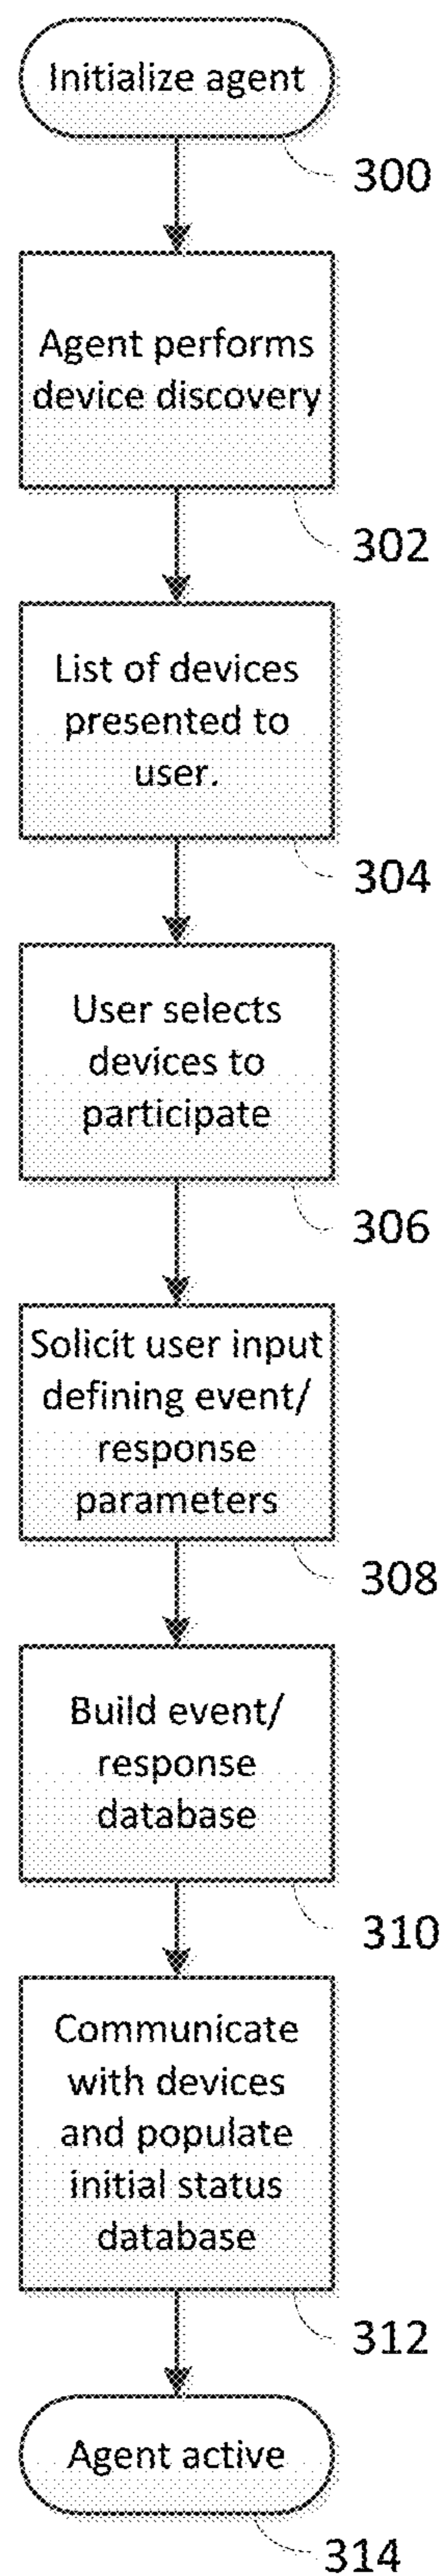 Initialize agent
300
Agent performs
device discovery
302
List of devices
presented to
user.
304
User selects
devices to
participate
306
Solicit user input
defining event/
response
parameters
308
Build event/
response
database
310
Communicate
with devices
and populate
initial status
database
312
Agent active
314